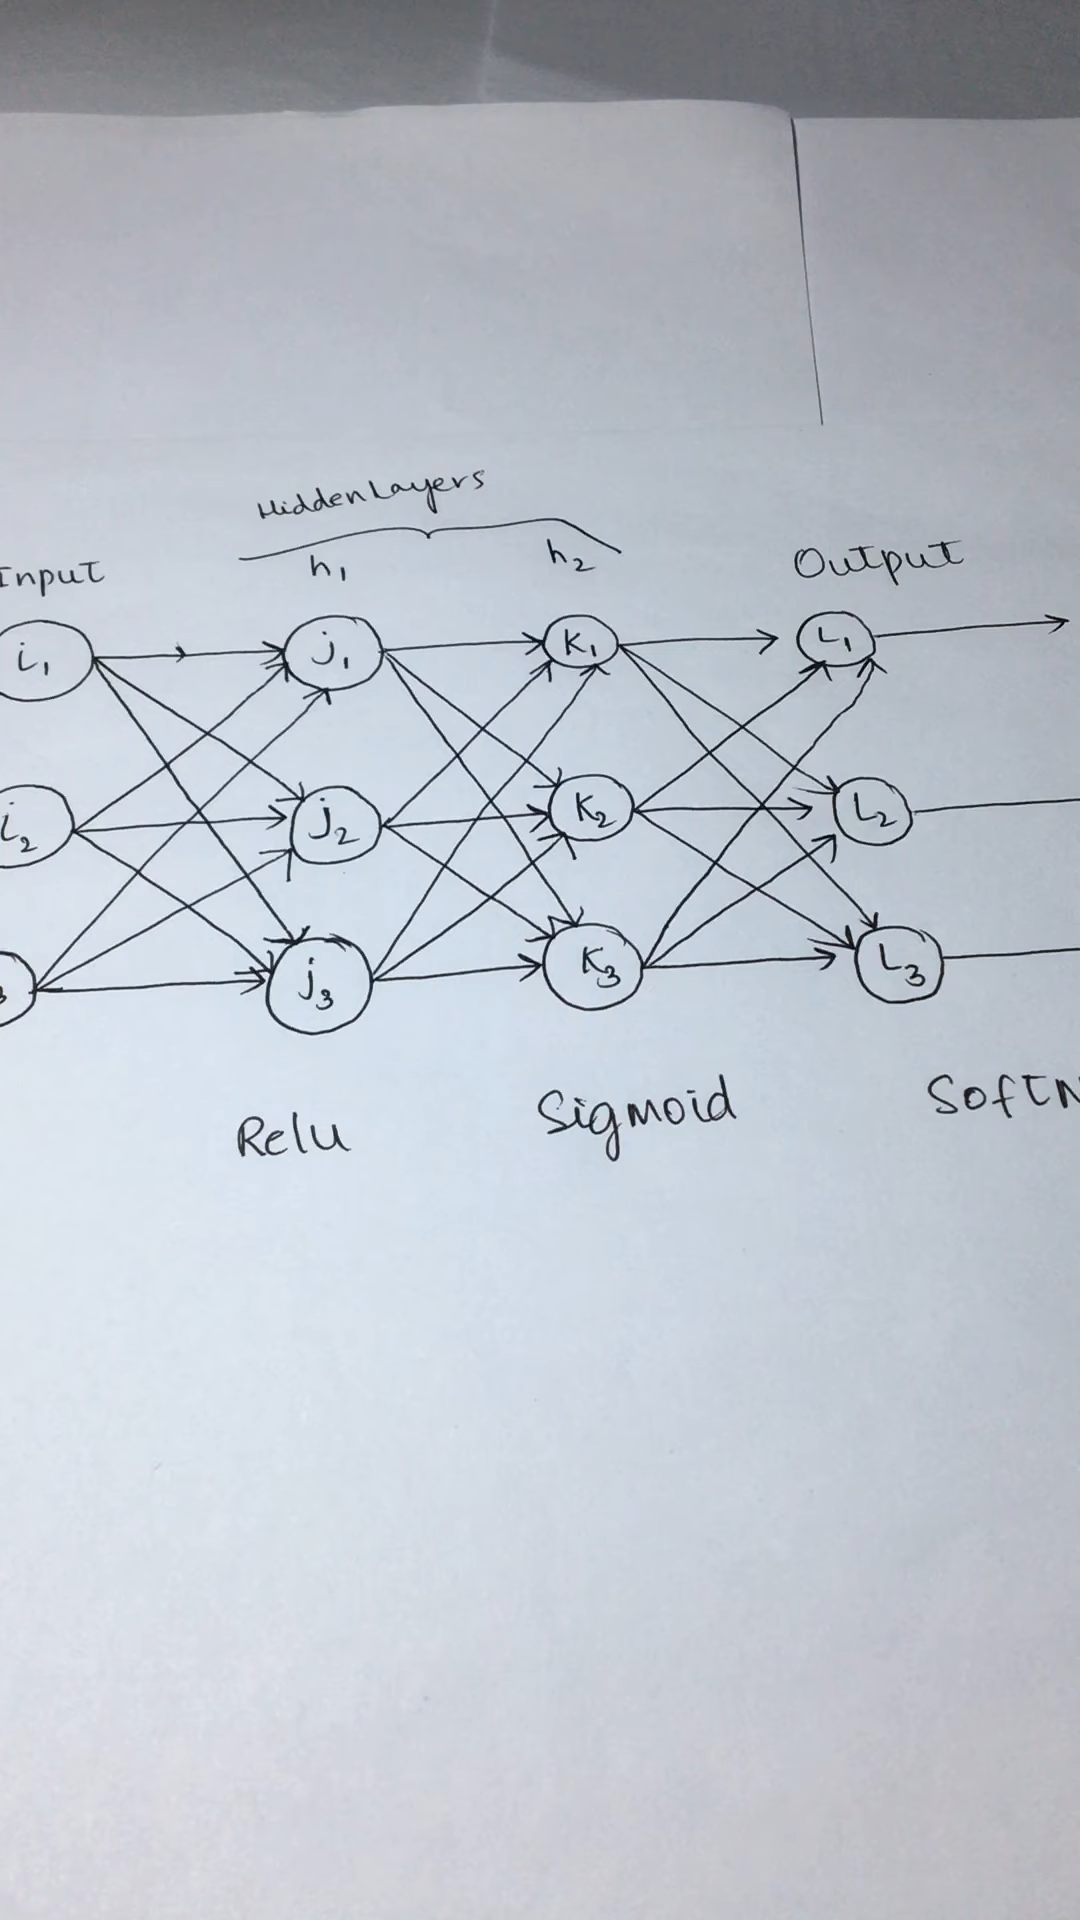 Hidden Layers
Input h1 h2 Output
i1 j1 K1 L1
i2 j2 K2 L2
3 j3 K3 L3
Relu Sigmoid